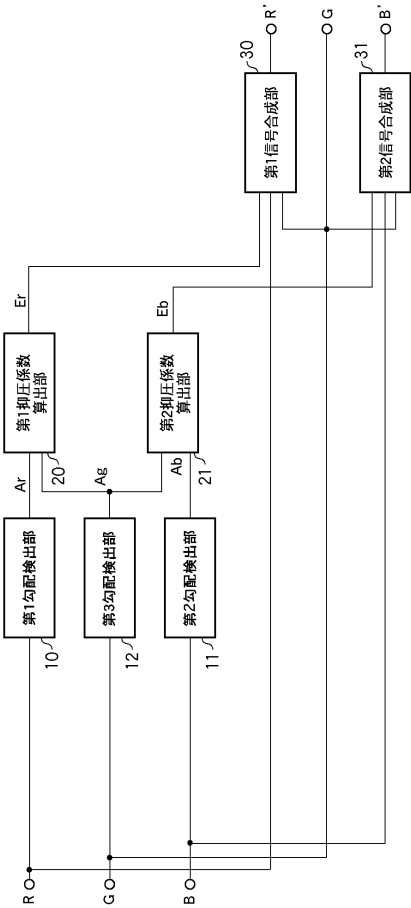 R
G
B
第1勾配検出部
10
第3勾配検出部
12
第2勾配検出部
11
Ar
Ag
Ab
第1抑圧係数
算出部
20
第2抑圧係数
算出部
21
Er
Eb
第1信号合成部
30
第2信号合成部
31
R'
G
B'